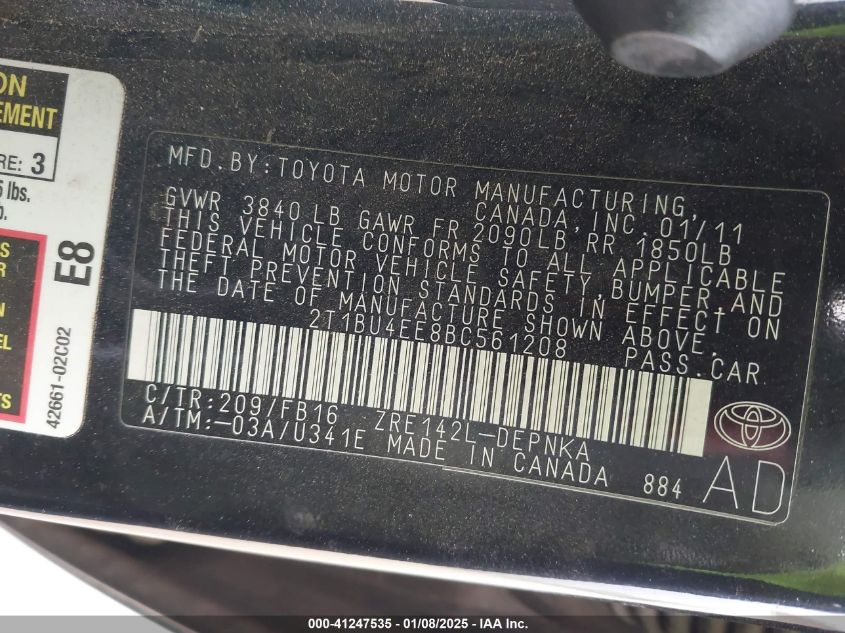 ON
EMENT
RE: 3
5 lbs.
b.
S
R
N
EL
TS
E8
42661-02C02
MFD. BY: TOYOTA MOTOR MANUFACTURING,
CANADA, INC. 01/11
GVWR 3840 LB GAWR FR 2090LB RR 1850LB
THIS VEHICLE CONFORMS TO ALL APPLICABLE
FEDERAL MOTOR VEHICLE SAFETY, BUMPER, AND
THEFT PREVENTION STANDARDS IN EFFECT ON
THE DATE OF MANUFACTURE SHOWN ABOVE.
2T1BU4EE8BC561208 PASS. CAR
C/TR: 209/FB16 ZRE142L-DEPNKA
A/TM: -03A/U341E MADE IN CANADA 884
AD
000-41247535 - 01/08/2025 - IAA Inc.